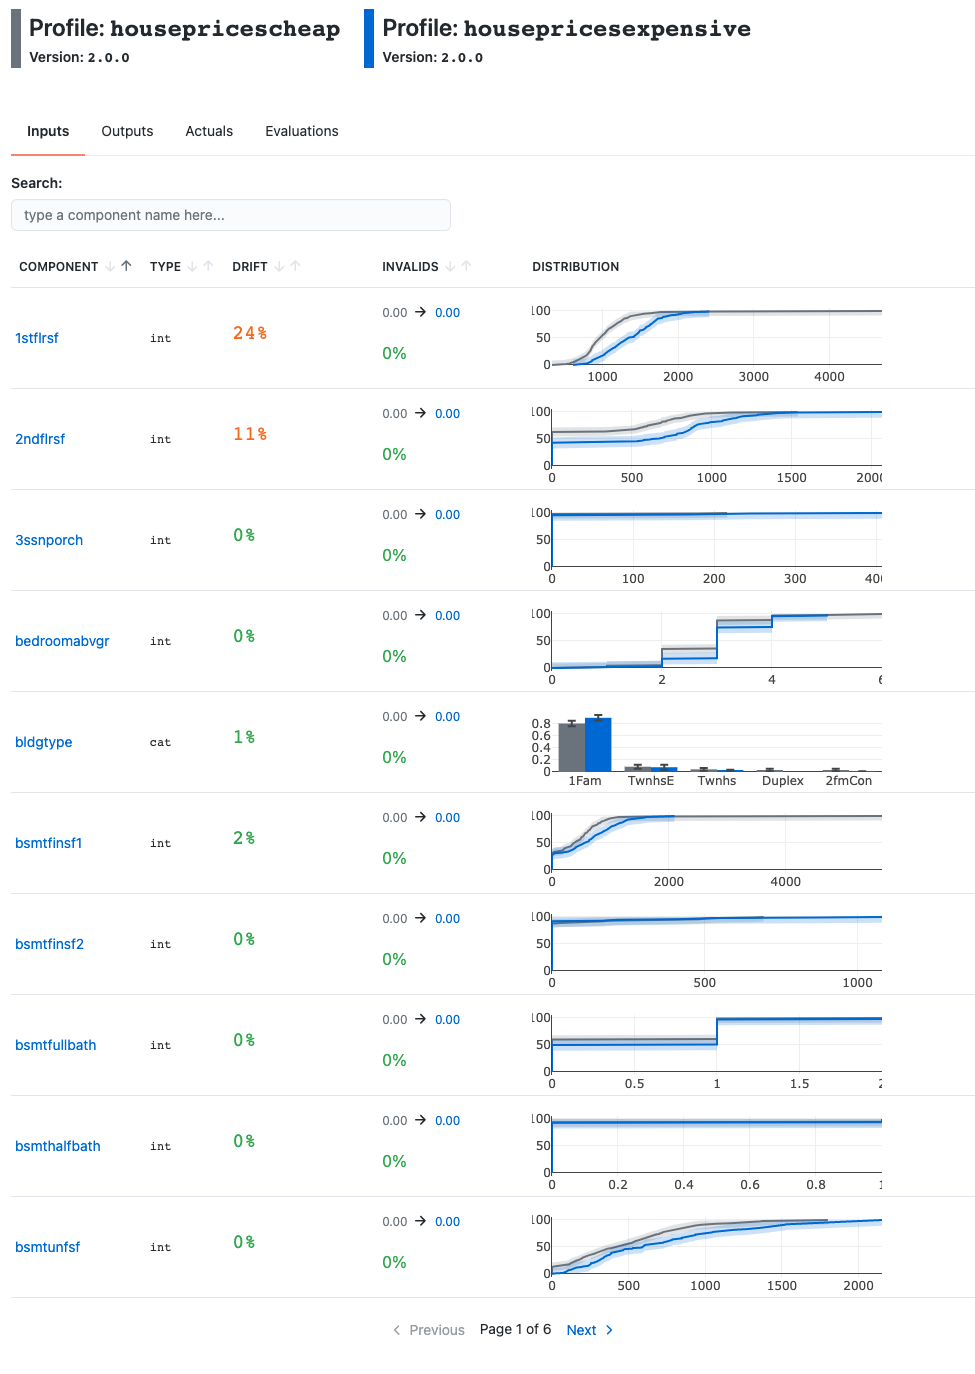 Profile: housepricescheap
Version: 2.0.0
Profile: housepricesexpensive
Version: 2.0.0
Inputs Outputs Actuals Evaluations
Search:
type a component name here...
COMPONENT TYPE DRIFT INVALIDS DISTRIBUTION
1stflrsf int 24% 0.00 → 0.00 0%
100
50
0
1000 2000 3000 4000
2ndflrsf int 11% 0.00 → 0.00 0%
100
50
0
0 500 1000 1500 2000
3ssnporch int 0% 0.00 → 0.00 0%
100
50
0
0 100 200 300 400
bedroomabvgr int 0% 0.00 → 0.00 0%
100
50
0
0 2 4 6
bldgtype cat 1% 0.00 → 0.00 0%
0.8
0.6
0.4
0.2
0
1Fam TwnhsE Twnhs Duplex 2fmCon
bsmtfinsf1 int 2% 0.00 → 0.00 0%
100
50
0
0 2000 4000
bsmtfinsf2 int 0% 0.00 → 0.00 0%
100
50
0
0 500 1000
bsmtfullbath int 0% 0.00 → 0.00 0%
100
50
0
0 0.5 1 1.5 2
bsmthalfbath int 0% 0.00 → 0.00 0%
100
50
0
0 0.2 0.4 0.6 0.8 1
bsmtunfsf int 0% 0.00 → 0.00 0%
100
50
0
0 500 1000 1500 2000
Previous Page 1 of 6 Next